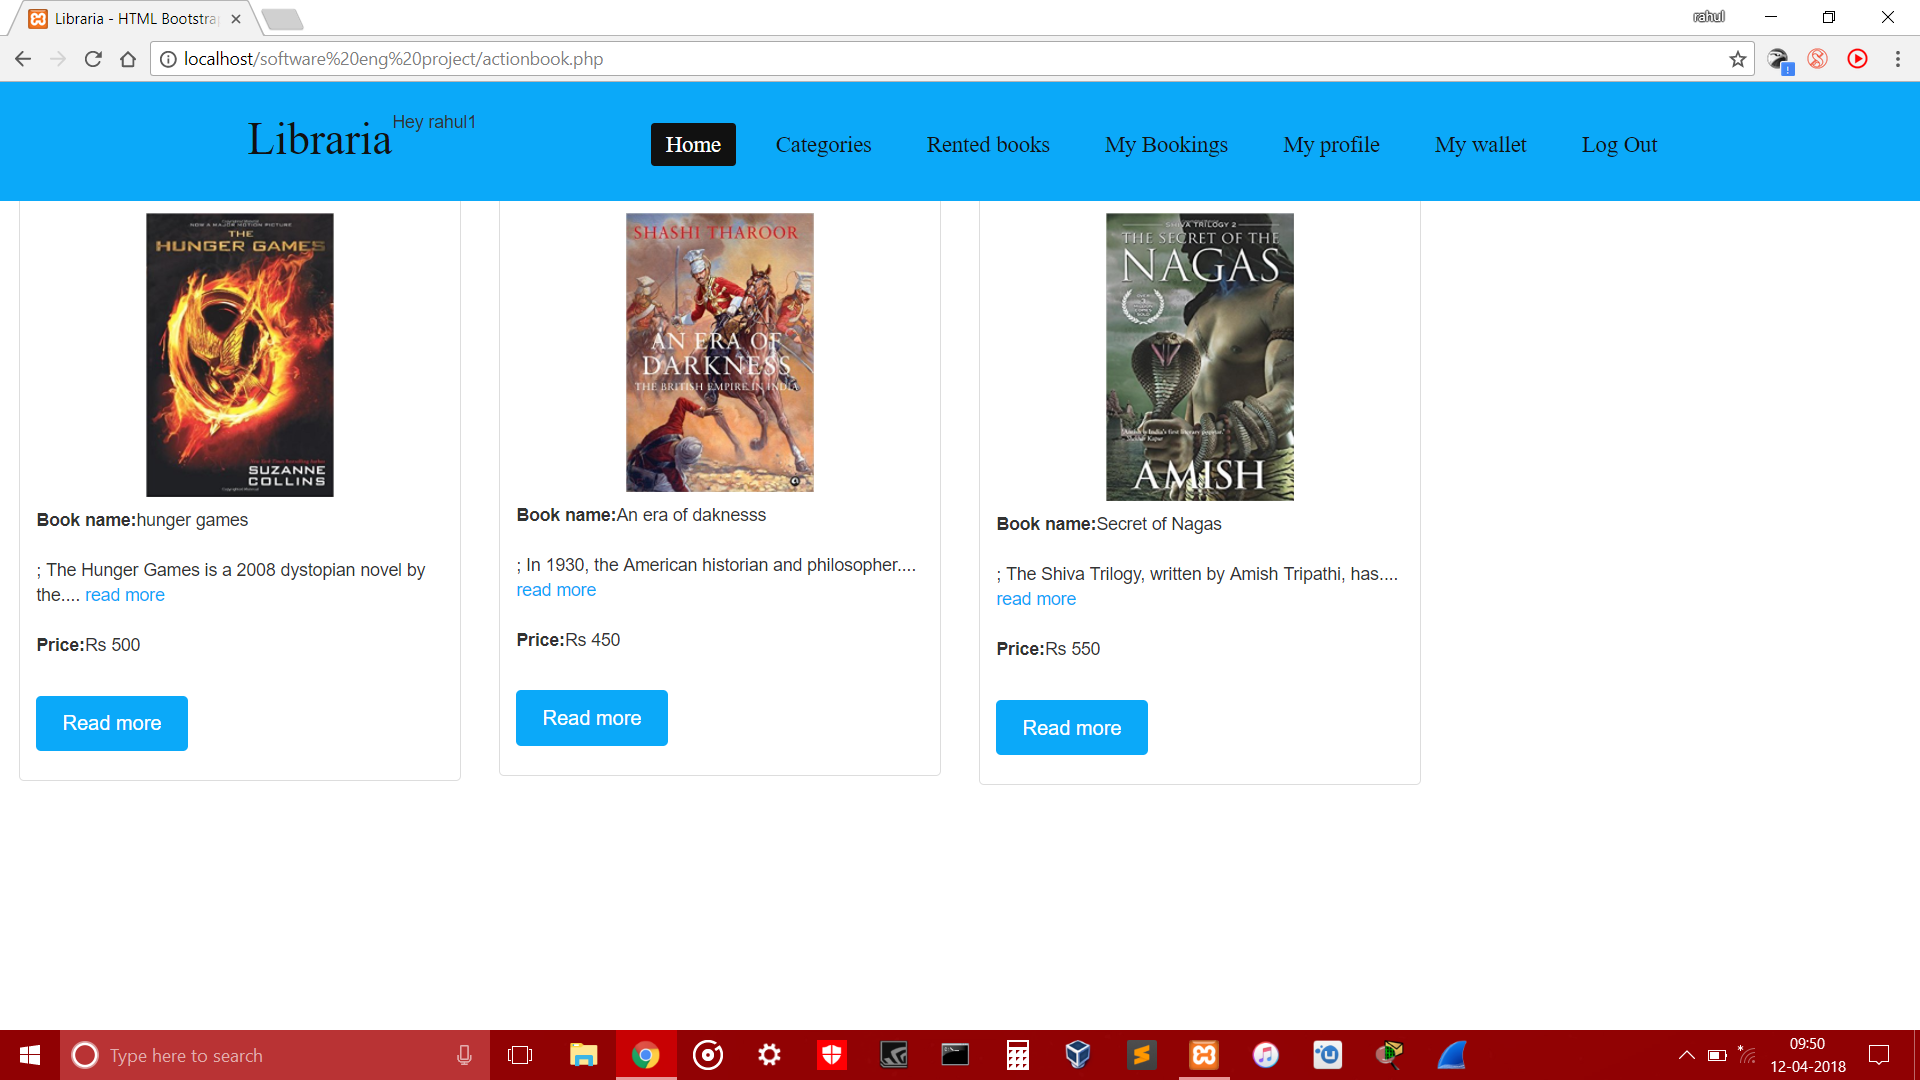 Libraria - HTML Bootstra
rahul
localhost/software%20eng%20project/actionbook.php
Libraria
Hey rahul1
Home
Categories
Rented books
My Bookings
My profile
My wallet
Log Out
NOW A MAJOR MOTION PICTURE
THE
HUNGER GAMES
SUZANNE
COLLINS
Book name:hunger games
; The Hunger Games is a 2008 dystopian novel by
the.... read more
Price:Rs 500
Read more
SHASHI THAROOR
AN ERA OF
DARKNESS
THE BRITISH EMPIRE IN INDIA
Book name:An era of daknesss
; In 1930, the American historian and philosopher....
read more
Price:Rs 450
Read more
SHIVA TRILOGY 2
THE SECRET OF THE
NAGAS
AMISH
Book name:Secret of Nagas
; The Shiva Trilogy, written by Amish Tripathi, has....
read more
Price:Rs 550
Read more
Type here to search
09:50
12-04-2018